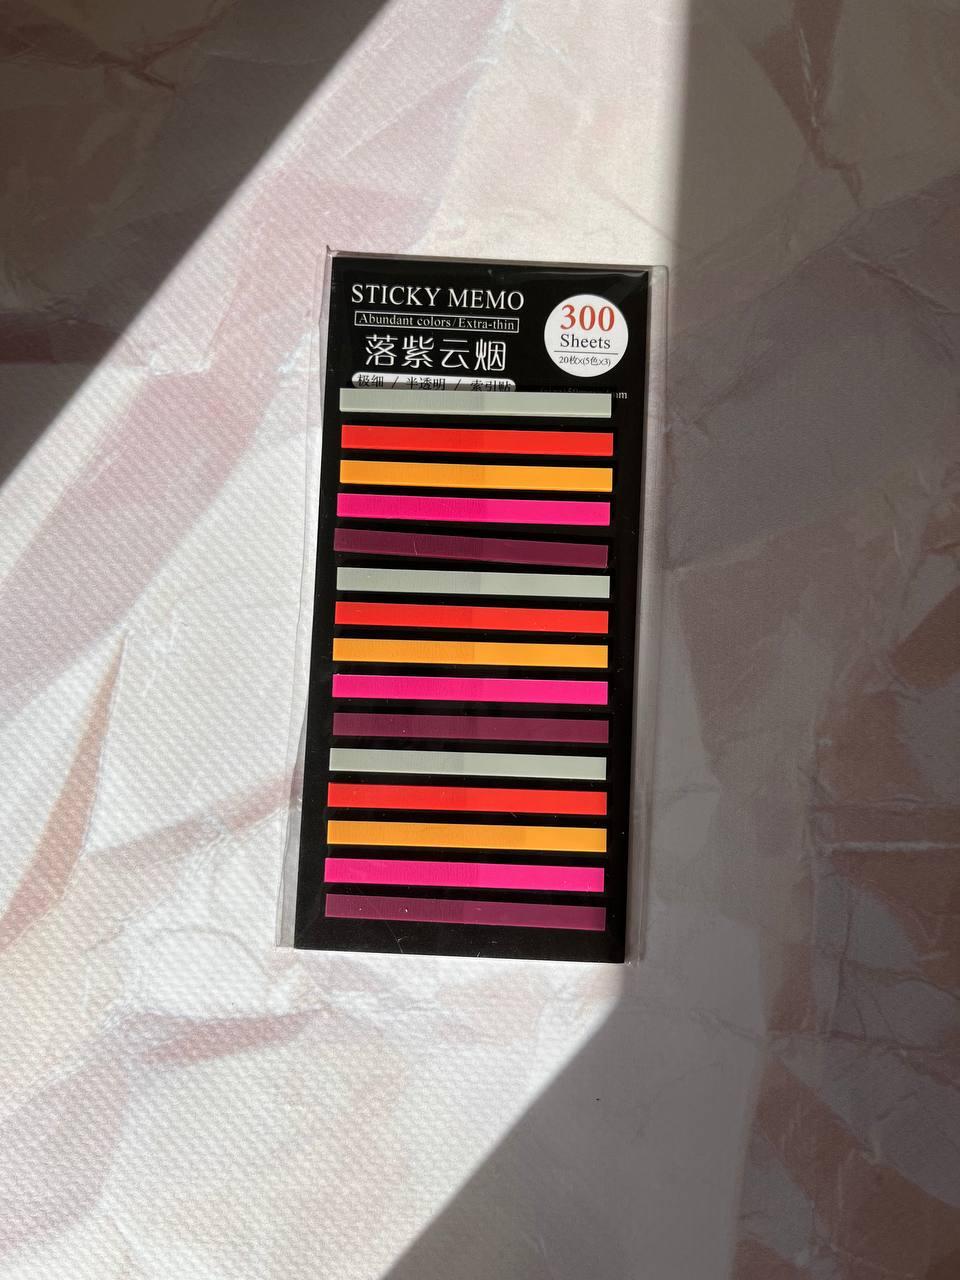 STICKY MEMO
Abundant colors/Extra-thin
落紫云烟
极细 / 半透明 / 索引贴
300
Sheets
20枚x(5色x3)